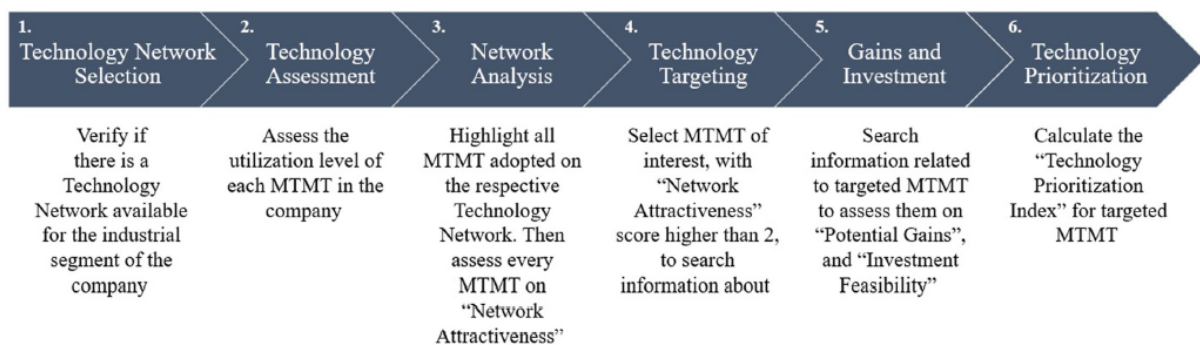 1.
Technology Network
Selection
2.
Technology
Assessment
3.
Network
Analysis
4.
Technology
Targeting
5.
Gains and
Investment
6.
Technology
Prioritization
Verify if
there is a
Technology
Network available
for the industrial
segment of the
company
Assess the
utilization level of
each MTMT in the
company
Highlight all
MTMT adopted on
the respective
Technology
Network. Then
assess every
MTMT on
“Network
Attractiveness”
Select MTMT of
interest, with
“Network
Attractiveness”
score higher than 2,
to search
information about
Search
information related
to targeted MTMT
to assess them on
“Potential Gains”,
and “Investment
Feasibility”
Calculate the
“Technology
Prioritization
Index” for targeted
MTMT